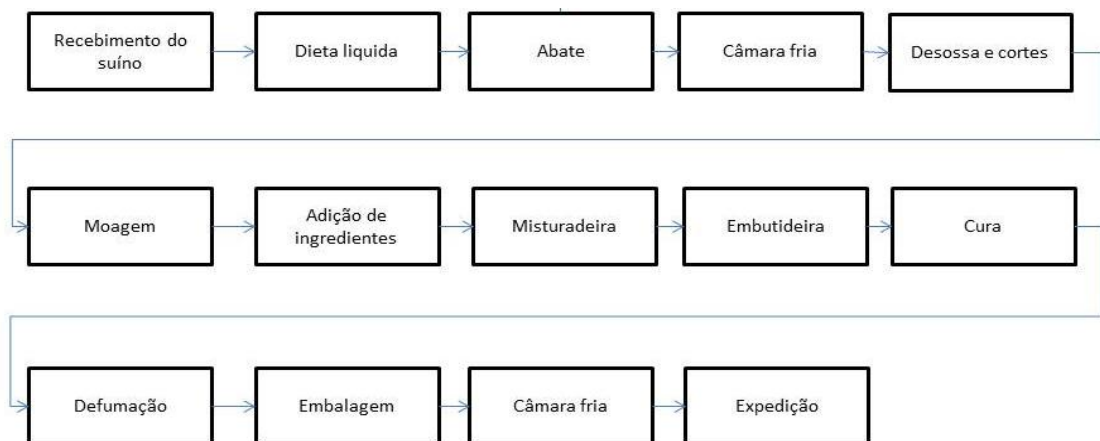 Recebimento do
suíno
Dieta liquida
Abate
Câmara fria
Desossa e cortes
Moagem
Adição de
ingredientes
Misturadeira
Embutideira
Cura
Defumação
Embalagem
Câmara fria
Expedição